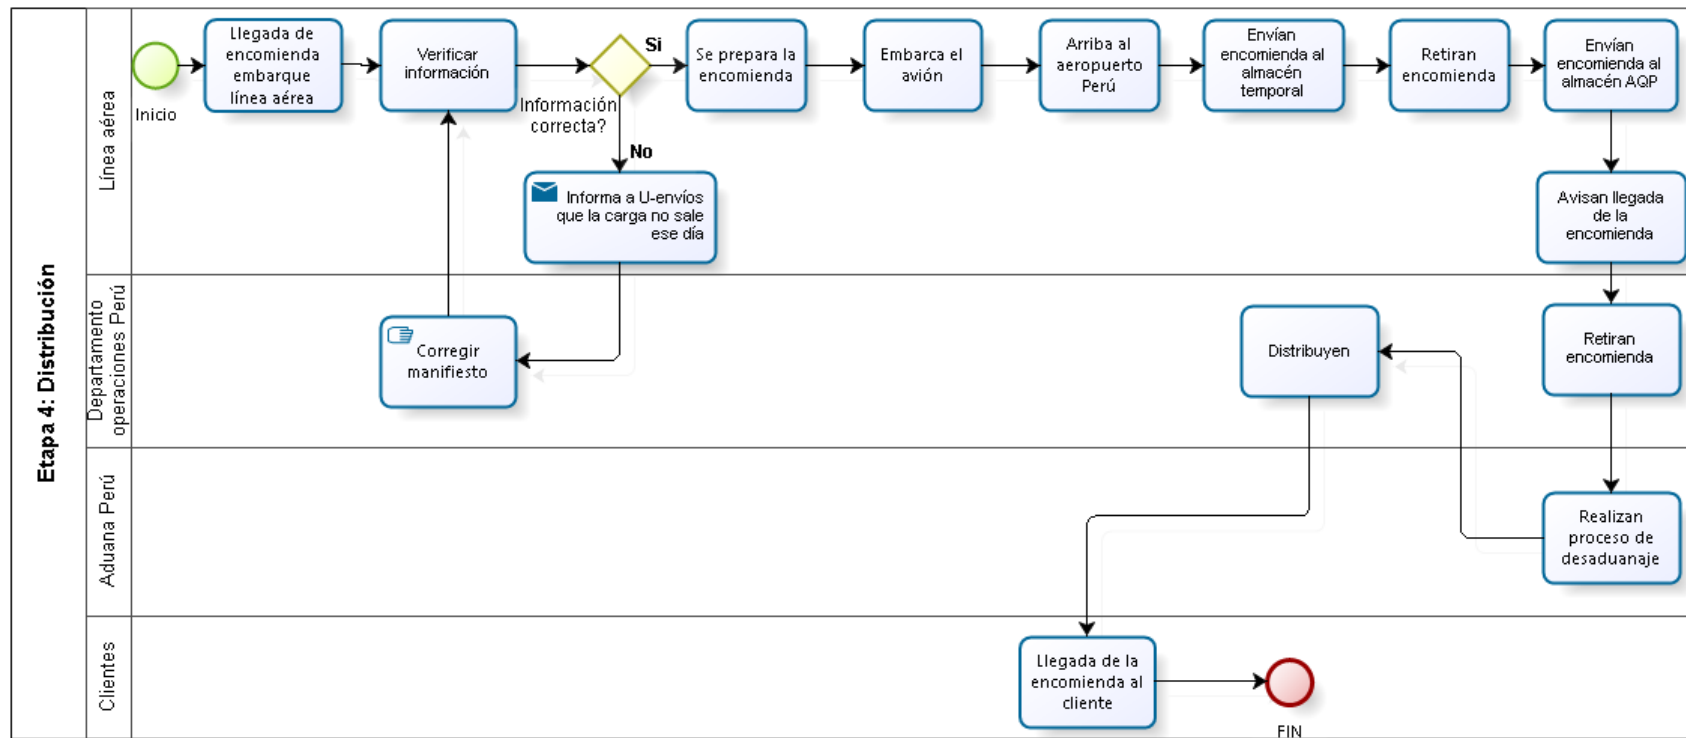 Etapa 4: Distribución
Línea aérea
Inicio
Llegada de
encomienda
embarque
línea aérea
Verificar
información
Información
correcta?
Si
No
Se prepara la
encomienda
Embarca el
avión
Arriba al
aeropuerto
Perú
Envían
encomienda al
almacén
temporal
Retiran
encomienda
Envían
encomienda al
almacén AQP
Informa a U-envíos
que la carga no sale
ese día
Avisan llegada
de la
encomienda
Departamento
operaciones Perú
Corregir
manifiesto
Distribuyen
Retiran
encomienda
Aduana Perú
Realizan
proceso de
desaduanaje
Clientes
Llegada de la
encomienda al
cliente
FIN